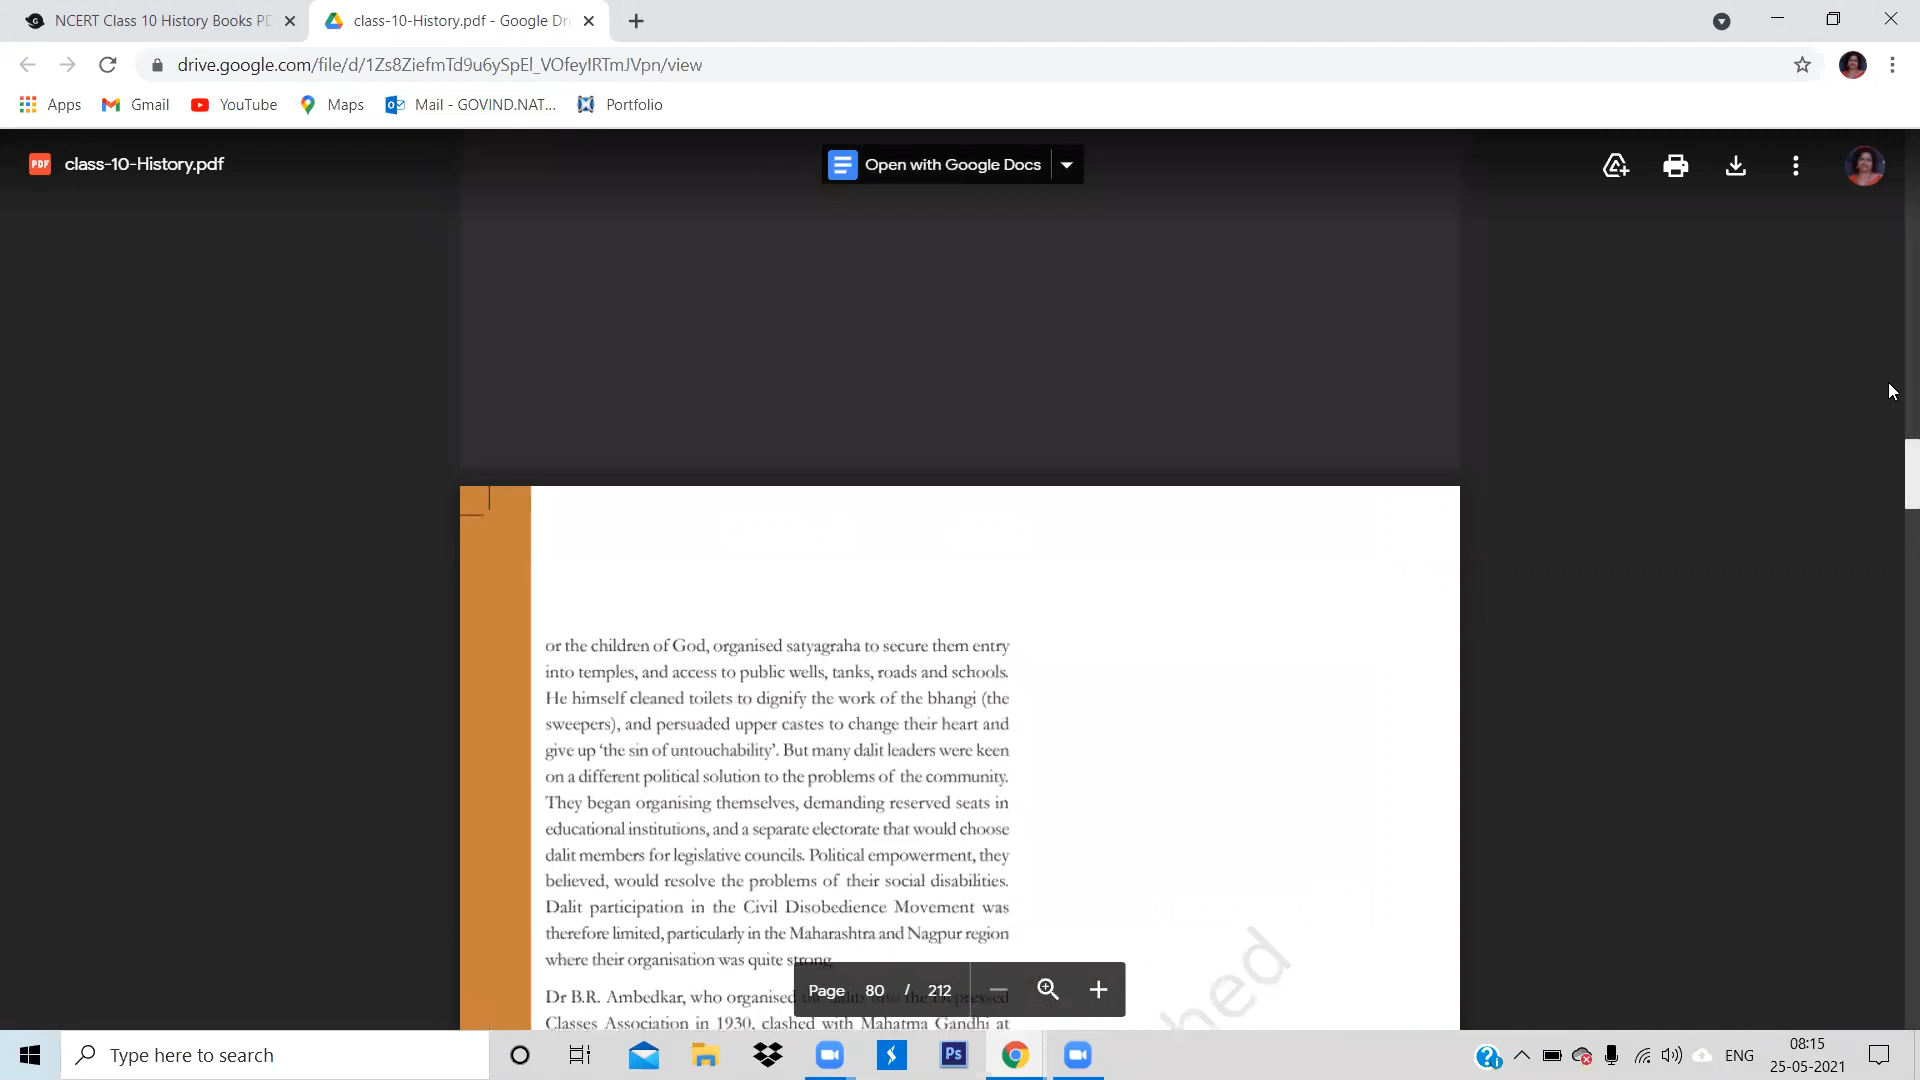 NCERT Class 10 History Books PD
class-10-History.pdf - Google Dri
drive.google.com/file/d/1Zs8ZiefmTd9u6ySpEl_VOfeyIRTmJVpn/view
Apps Gmail YouTube Maps Mail - GOVIND.NAT... Portfolio
class-10-History.pdf
Open with Google Docs
or the children of God, organised satyagraha to secure them entry
into temples, and access to public wells, tanks, roads and schools.
He himself cleaned toilets to dignify the work of the bhangi (the
sweepers), and persuaded upper castes to change their heart and
give up ‘the sin of untouchability’. But many dalit leaders were keen
on a different political solution to the problems of the community.
They began organising themselves, demanding reserved seats in
educational institutions, and a separate electorate that would choose
dalit members for legislative councils. Political empowerment, they
believed, would resolve the problems of their social disabilities.
Dalit participation in the Civil Disobedience Movement was
therefore limited, particularly in the Maharashtra and Nagpur region
where their organisation was quite strong.
Dr B.R. Ambedkar, who organised the dalits into the Depressed
Classes Association in 1930, clashed with Mahatma Gandhi at
hed
Page 80 / 212
Type here to search
Ps
ENG
08:15
25-05-2021